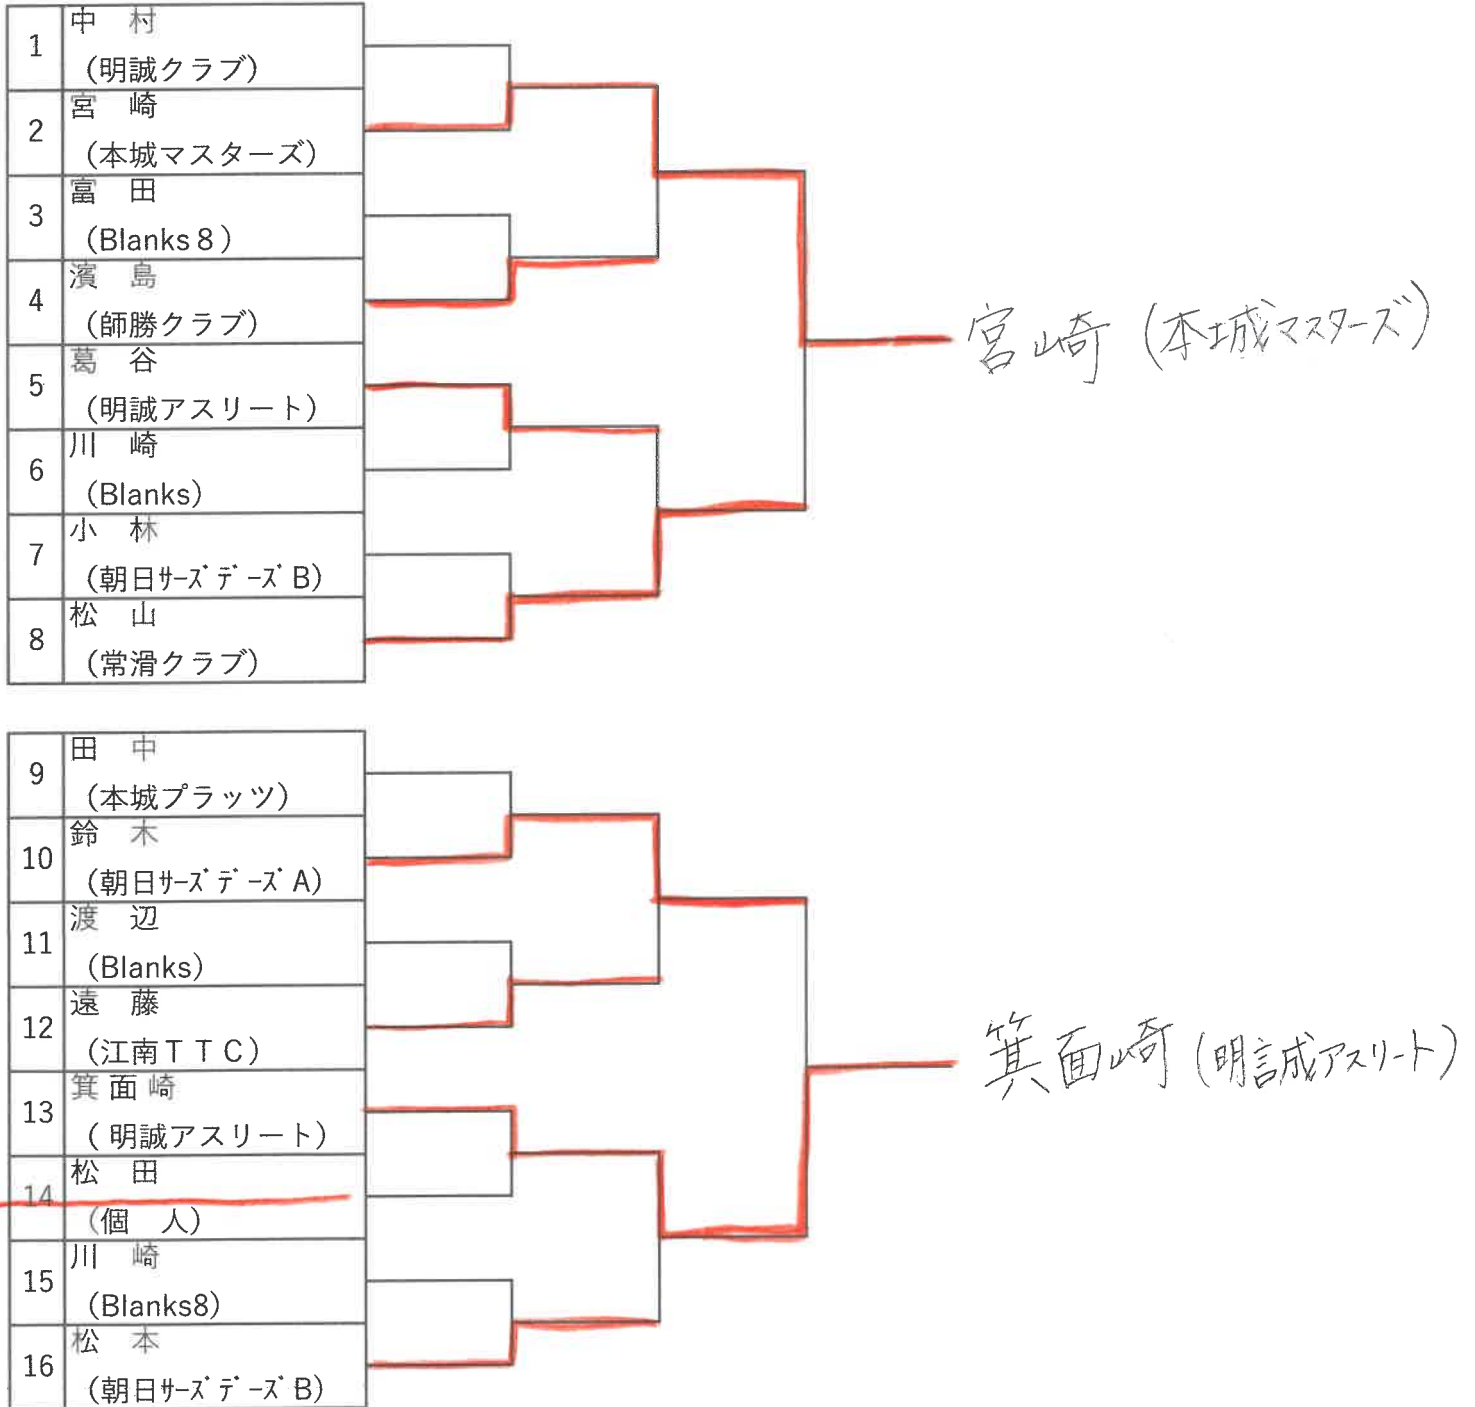 1
中 村
(明誠クラブ)
2
宮 崎
(本城マスターズ)
3
富 田
(Blanks８)
4
濱 島
(師勝クラブ)
宮崎 (本城マスターズ)
5
葛 谷
(明誠アスリート)
6
川 崎
(Blanks)
7
小 林
(朝日ｻｰｽﾞﾃﾞｰｽﾞB)
8
松 山
(常滑クラブ)
9
田 中
(本城プラッツ)
10
鈴 木
(朝日ｻｰｽﾞﾃﾞｰｽﾞA)
11
渡 辺
(Blanks)
12
遠 藤
(江南ＴＴＣ)
箕面崎 (明誠アスリート)
13
箕 面 崎
( 明誠アスリート)
14
松 田
(個 人)
15
川 崎
(Blanks8)
16
松 本
(朝日ｻｰｽﾞﾃﾞｰｽﾞB)